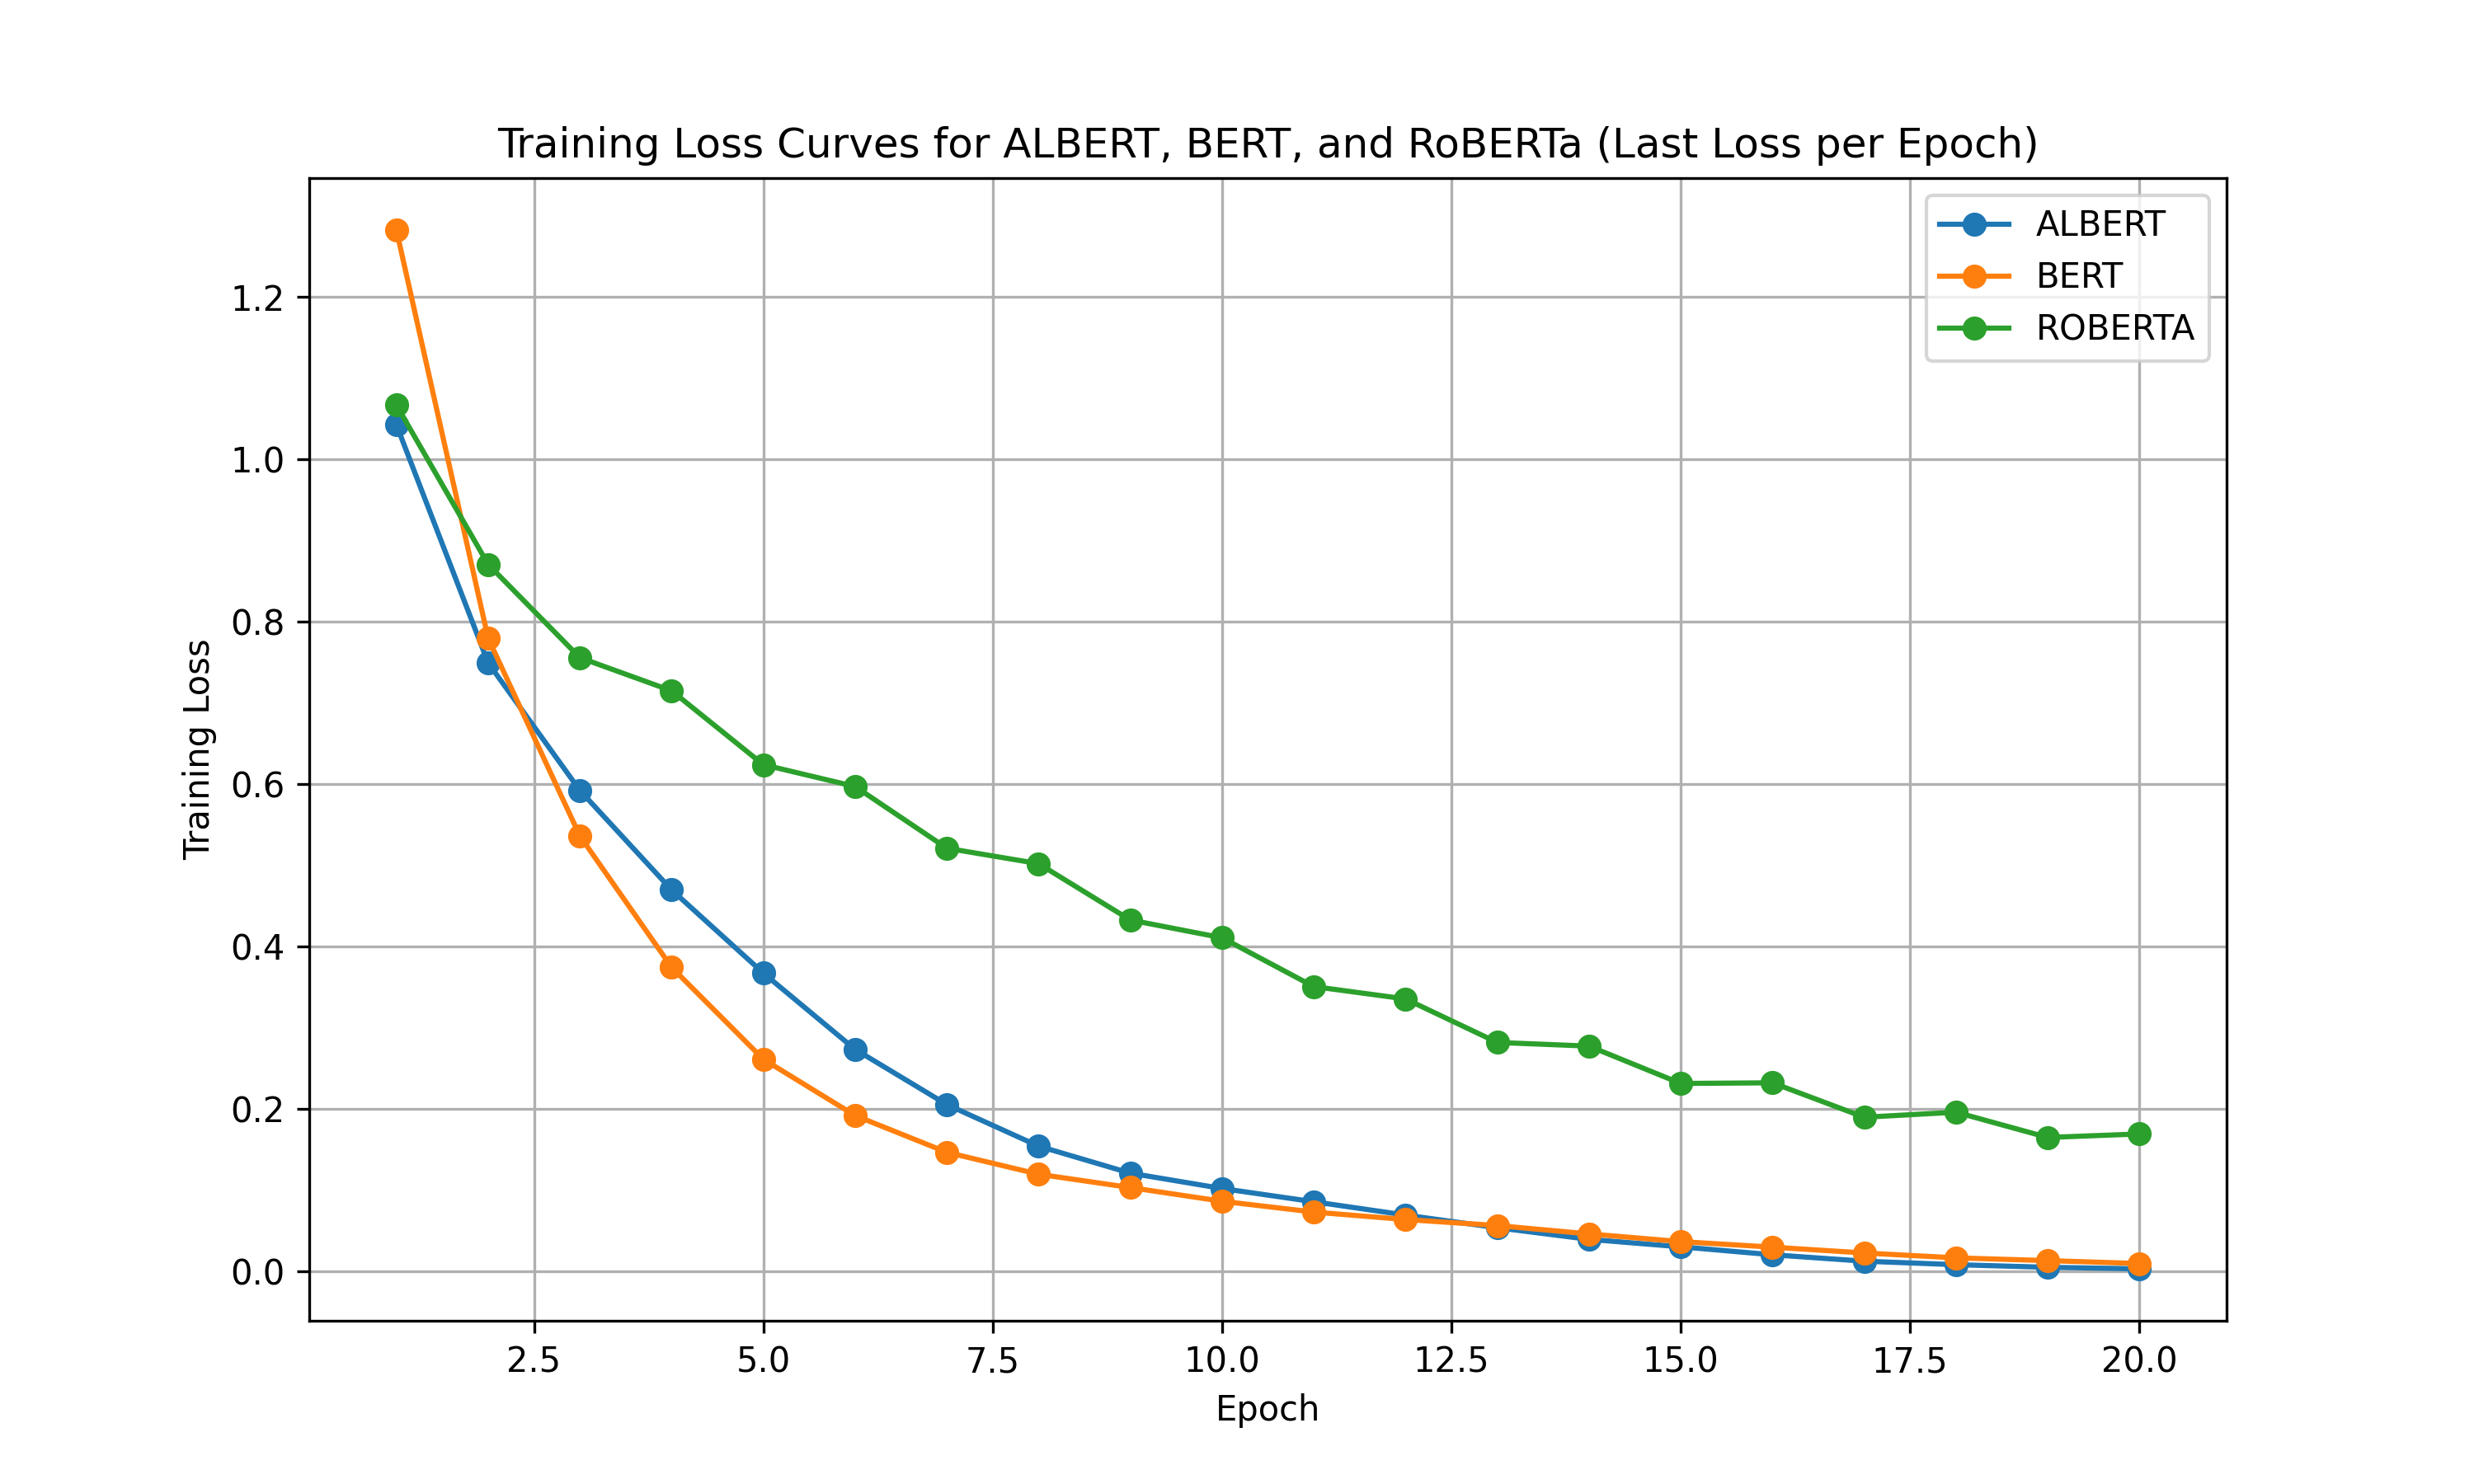 Training Loss Curves for ALBERT, BERT, and RoBERTa (Last Loss per Epoch)
ALBERT
BERT
ROBERTA
Training Loss
1.2
1.0
0.8
0.6
0.4
0.2
0.0
2.5 5.0 7.5 10.0 12.5 15.0 17.5 20.0
Epoch